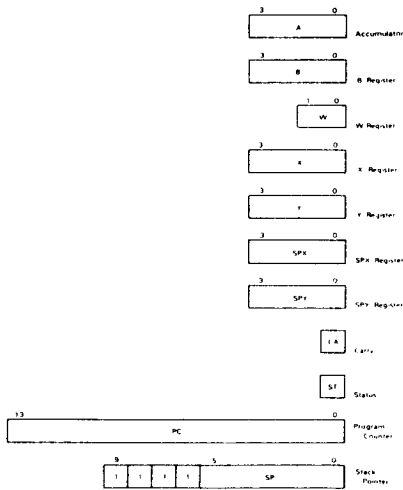 3 0
A
Accumulator
3 0
B
B Register
1 0
W
W Register
3 0
X
X Register
3 0
Y
Y Register
3 0
SPX
SPX Register
3 0
SPY
SPY Register
CA
Carry
ST
Status
13 0
PC
Program
Counter
9 5 0
1 1 1 1 SP
Stack
Pointer